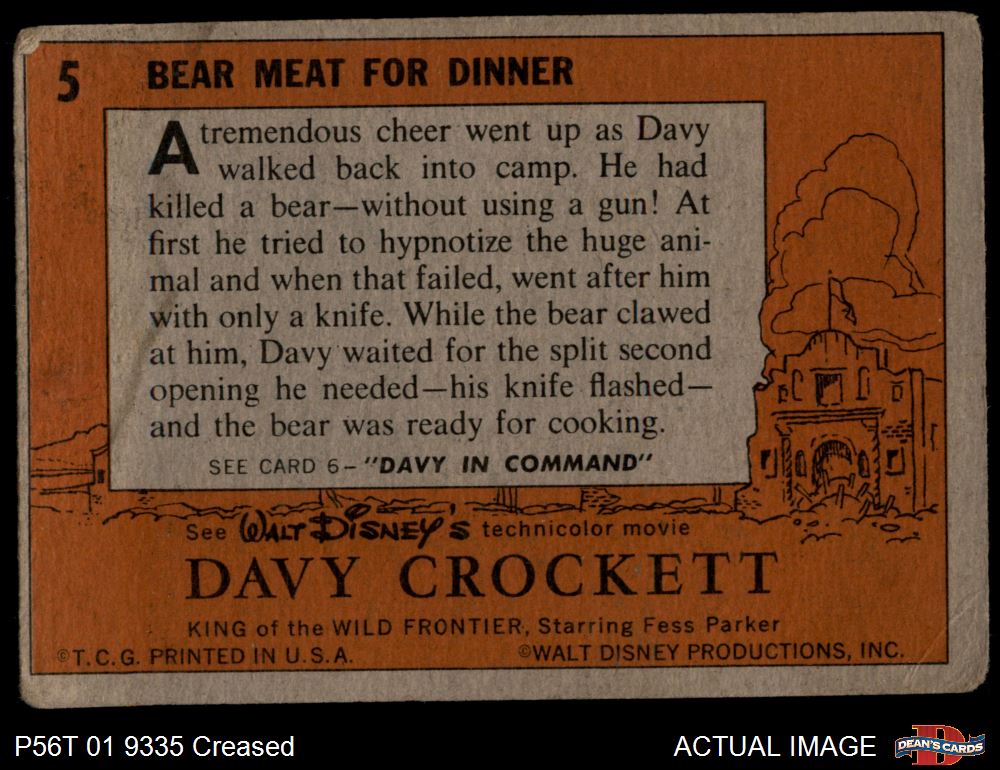 5 BEAR MEAT FOR DINNER
A tremendous cheer went up as Davy
walked back into camp. He had
killed a bear—without using a gun! At
first he tried to hypnotize the huge ani-
mal and when that failed, went after him
with only a knife. While the bear clawed
at him, Davy waited for the split second
opening he needed—his knife flashed—
and the bear was ready for cooking.
SEE CARD 6–"DAVY IN COMMAND"
See WALT DISNEY'S technicolor movie
DAVY CROCKETT
KING of the WILD FRONTIER, Starring Fess Parker
©T.C.G. PRINTED IN U.S.A. ©WALT DISNEY PRODUCTIONS, INC.
P56T 01 9335 Creased ACTUAL IMAGE DEAN'S CARDS